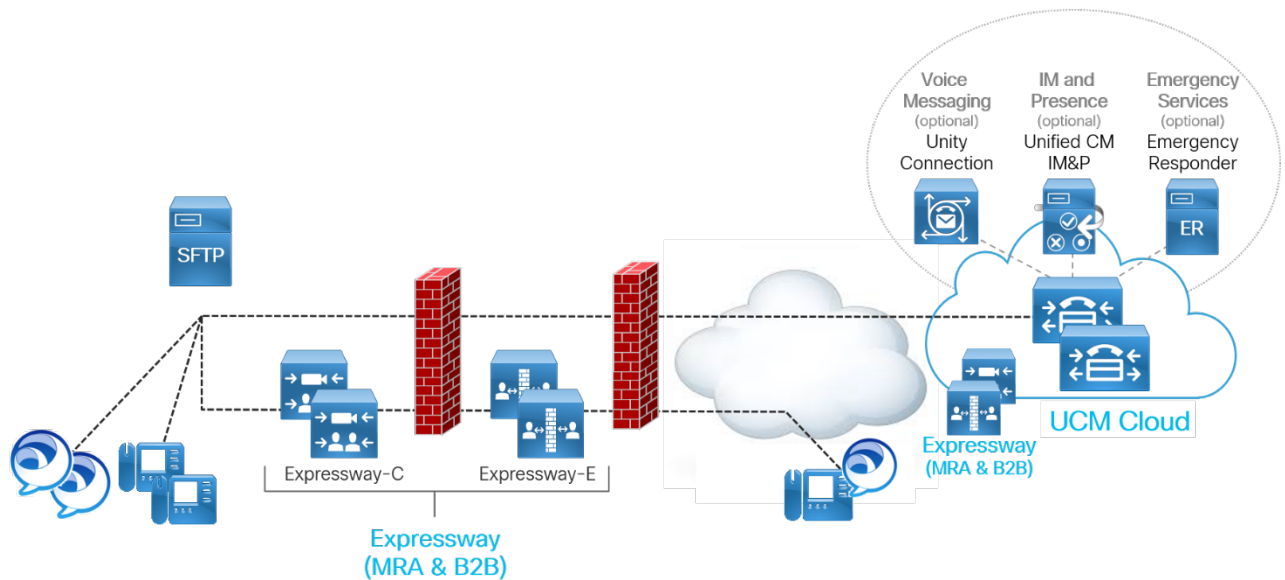 Voice
Messaging
(optional)
Unity
Connection
IM and
Presence
(optional)
Unified CM
IM&P
Emergency
Services
(optional)
Emergency
Responder
SFTP
ER
Expressway-C
Expressway-E
Expressway
(MRA & B2B)
Expressway
(MRA & B2B)
UCM Cloud